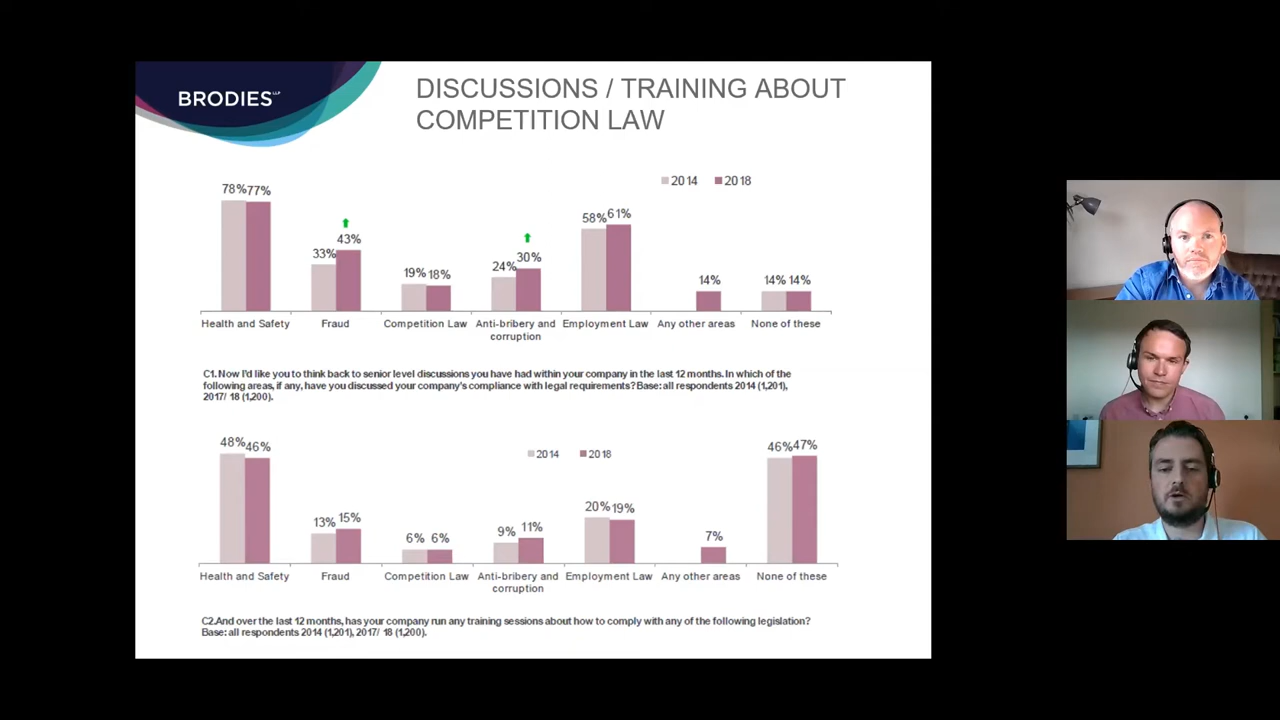 BRODIES LLP
DISCUSSIONS / TRAINING ABOUT
COMPETITION LAW
2014 2018
78% 77%
33% 43%
19% 18%
24% 30%
58% 61%
14%
14% 14%
Health and Safety
Fraud
Competition Law
Anti-bribery and
corruption
Employment Law
Any other areas
None of these
C1. Now I'd like you to think back to senior level discussions you have had within your company in the last 12 months. In which of the
following areas, if any, have you discussed your company's compliance with legal requirements? Base: all respondents 2014 (1,201),
2017/ 18 (1,200).
2014 2018
48% 46%
13% 15%
6% 6%
9% 11%
20% 19%
7%
46% 47%
Health and Safety
Fraud
Competition Law
Anti-bribery and
corruption
Employment Law
Any other areas
None of these
C2.And over the last 12 months, has your company run any training sessions about how to comply with any of the following legislation?
Base: all respondents 2014 (1,201), 2017/ 18 (1,200).